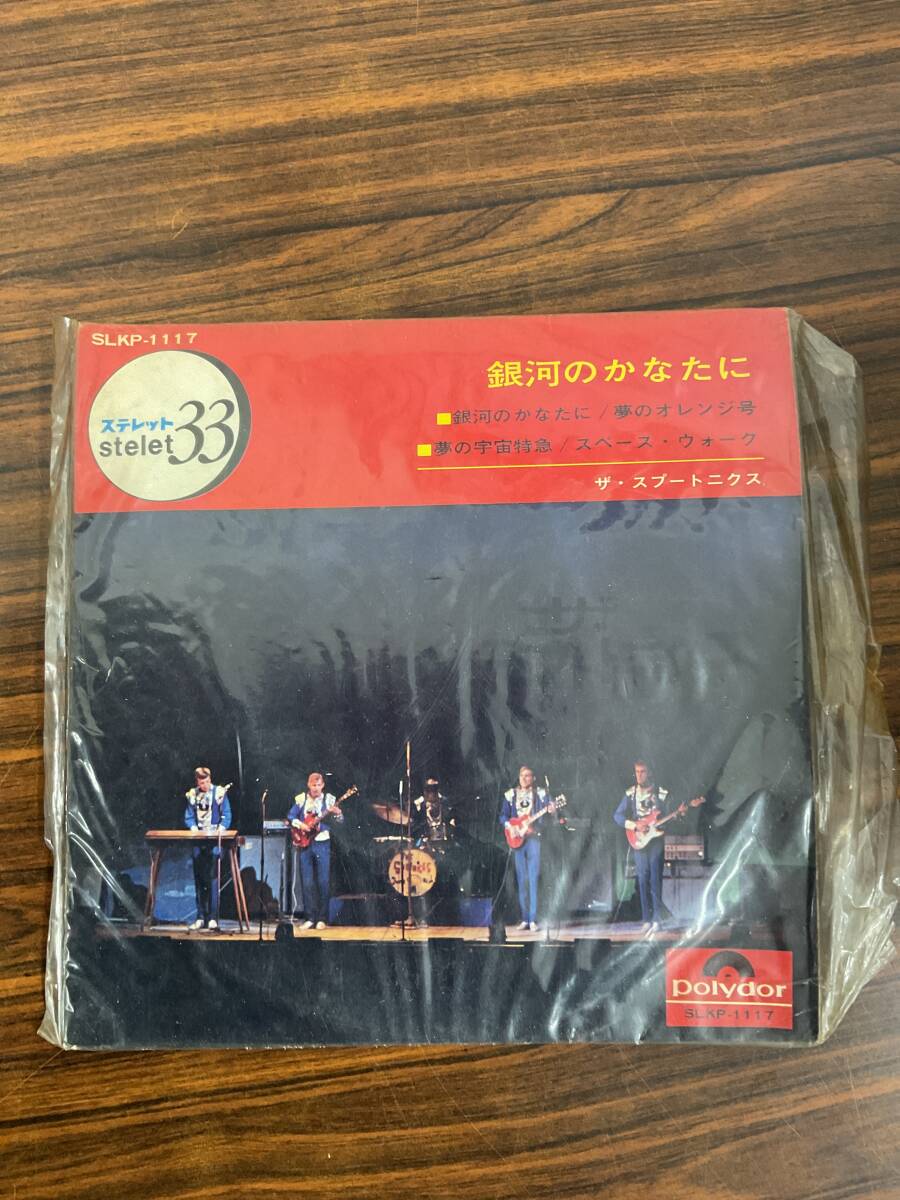 SLKP-1117
ステレット
stelet 33
銀河のかなたに
■銀河のかなたに/夢のオレンジ号
■夢の宇宙特急/スペース・ウォーク
ザ・スプートニクス
polydor
SLKP-1117